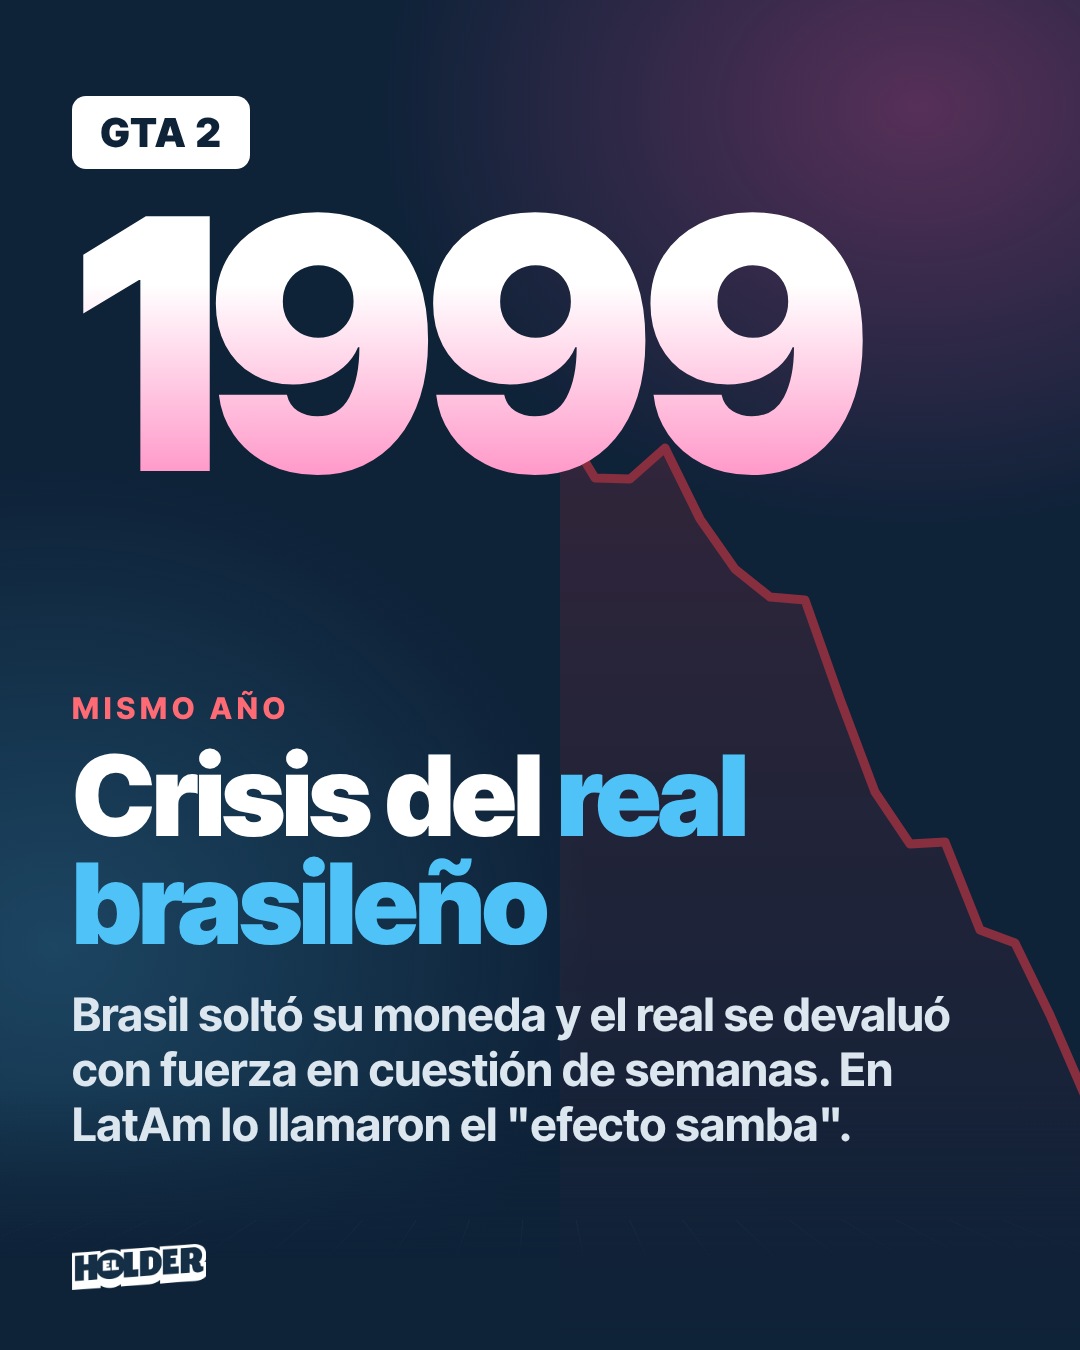 GTA 2
1999
MISMO AÑO
Crisis del real
brasileño
Brasil soltó su moneda y el real se devaluó
con fuerza en cuestión de semanas. En
LatAm lo llamaron el "efecto samba".
EL HOLDER